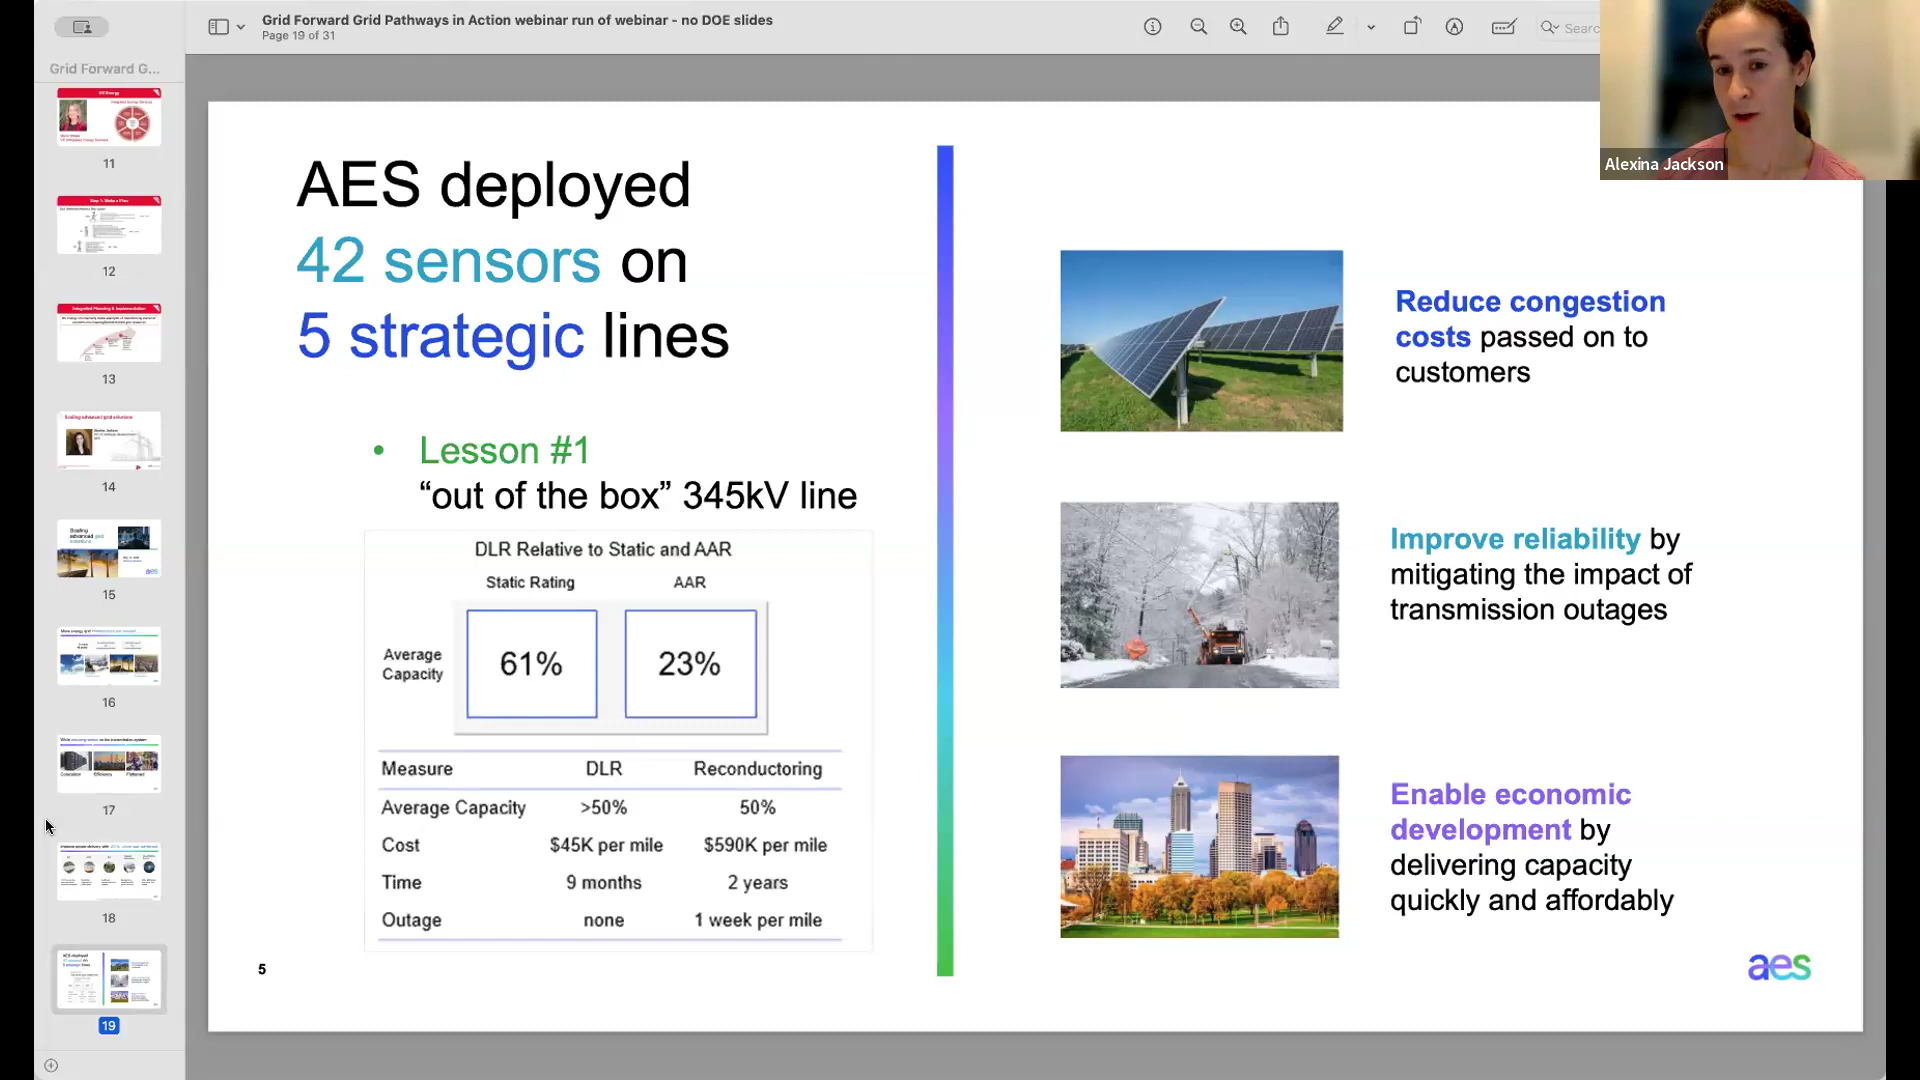 Grid Forward Grid Pathways in Action webinar run of webinar - no DOE slides
Page 19 of 31
Searc
Grid Forward G...
11
12
13
14
15
16
17
18
19
Alexina Jackson
AES deployed
42 sensors on
5 strategic lines
• Lesson #1
“out of the box” 345kV line
DLR Relative to Static and AAR
Static Rating AAR
Average
Capacity
61% 23%
Measure DLR Reconductoring
Average Capacity >50% 50%
Cost $45K per mile $590K per mile
Time 9 months 2 years
Outage none 1 week per mile
5
Reduce congestion
costs passed on to
customers
Improve reliability by
mitigating the impact of
transmission outages
Enable economic
development by
delivering capacity
quickly and affordably
aes